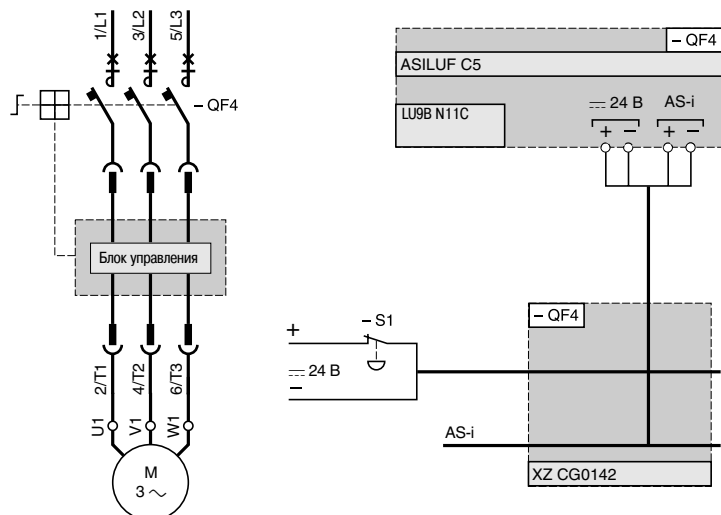 1/L1
3/L2
5/L3
– QF4
Блок управления
2/T1
4/T2
6/T3
U1
V1
W1
M
3 ~
– QF4
ASILUF C5
LU9B N11C
24 В
AS-i
+ – + –
– S1
+
24 В
–
– QF4
AS-i
XZ CG0142